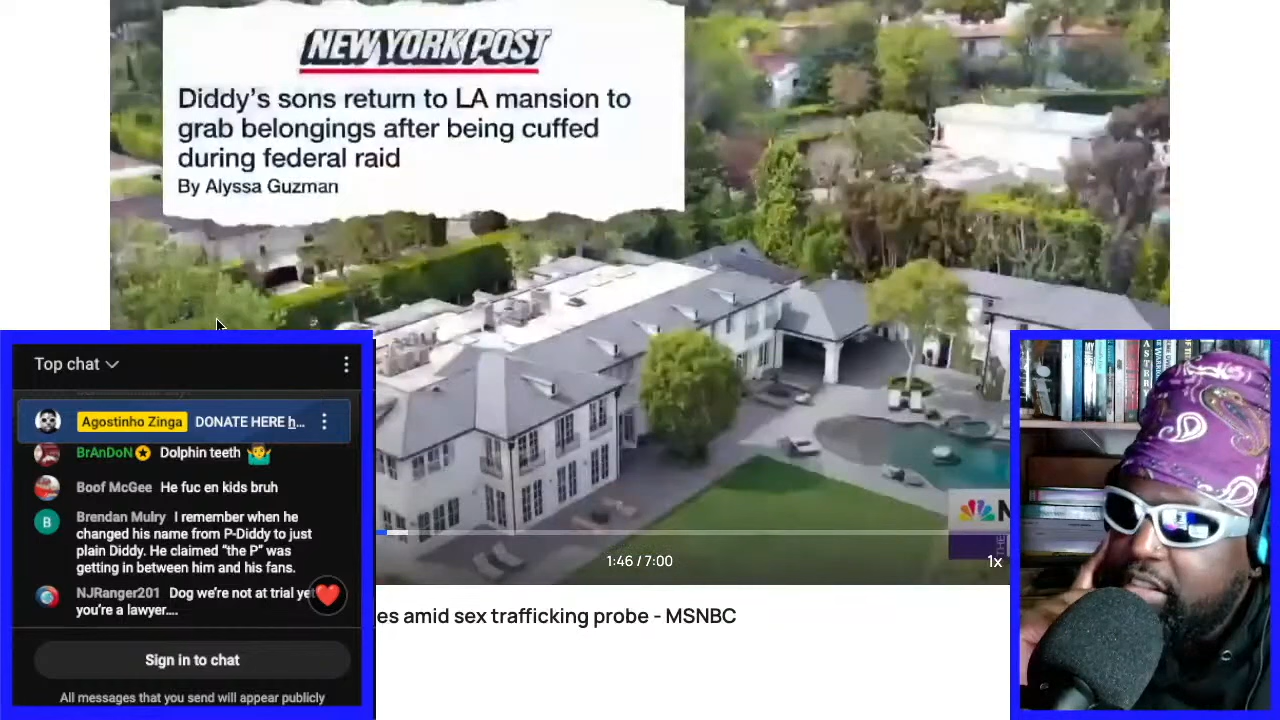 NEW YORK POST
Diddy's sons return to LA mansion to
grab belongings after being cuffed
during federal raid
By Alyssa Guzman
Top chat
Agostinho Zinga DONATE HERE h...
BrAnDoN Dolphin teeth
Boof McGee He fuc en kids bruh
Brendan Mulry I remember when he
changed his name from P-Diddy to just
plain Diddy. He claimed “the P” was
getting in between him and his fans.
NJRanger201 Dog we're not at trial yet
you're a lawyer....
Sign in to chat
All messages that you send will appear publicly
1:46 / 7:00
1x
es amid sex trafficking probe - MSNBC